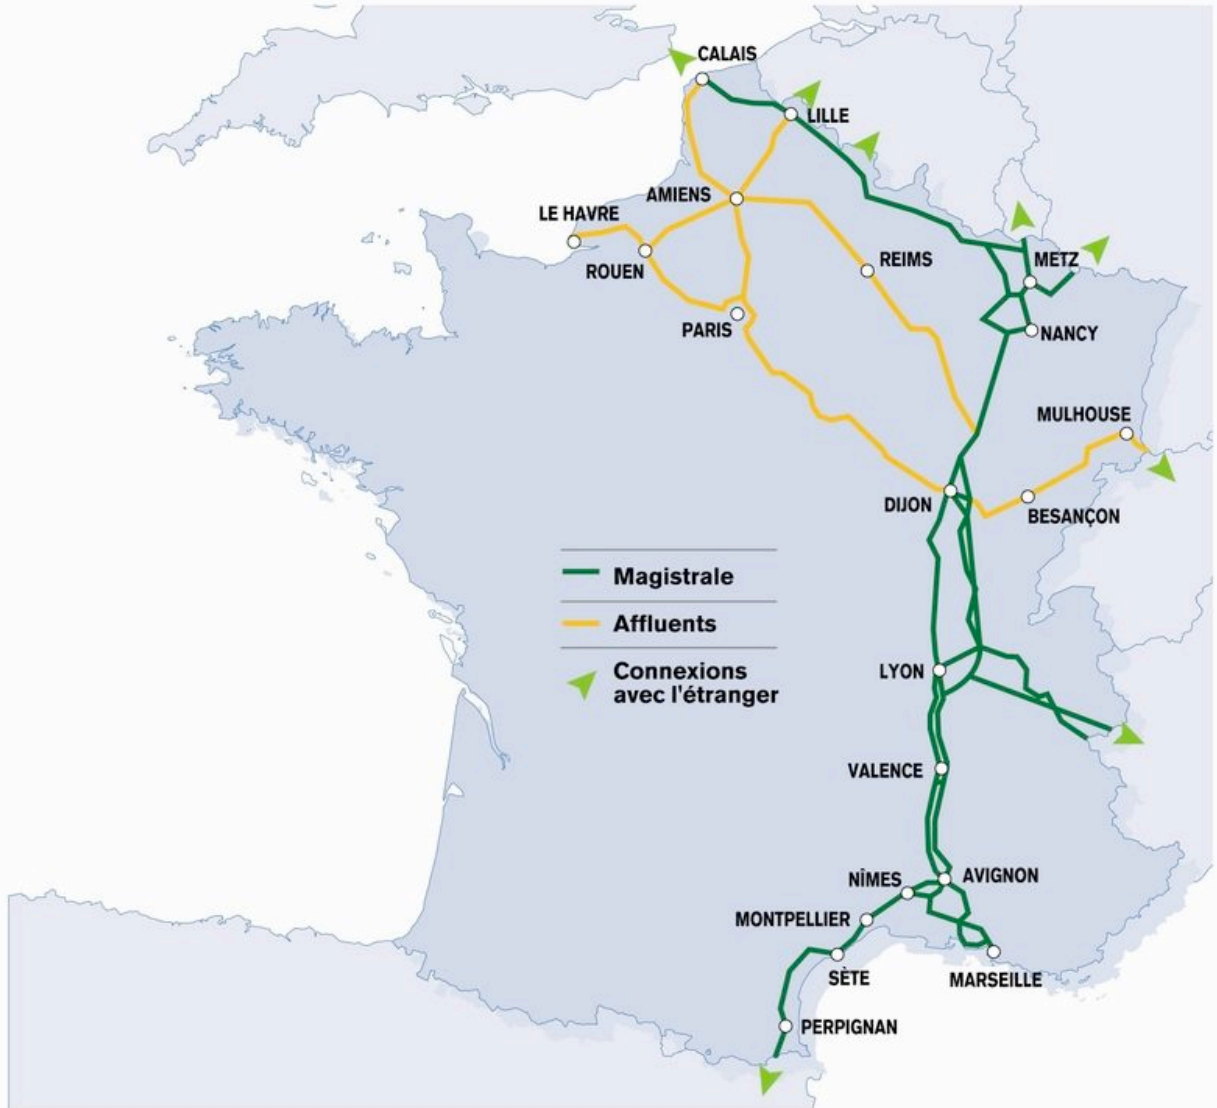 CALAIS
LILLE
AMIENS
LE HAVRE
ROUEN
REIMS
METZ
PARIS
NANCY
MULHOUSE
DIJON
BESANÇON
Magistrale
Affluents
Connexions
avec l'étranger
LYON
VALENCE
NÎMES
AVIGNON
MONTPELLIER
SÈTE
MARSEILLE
PERPIGNAN